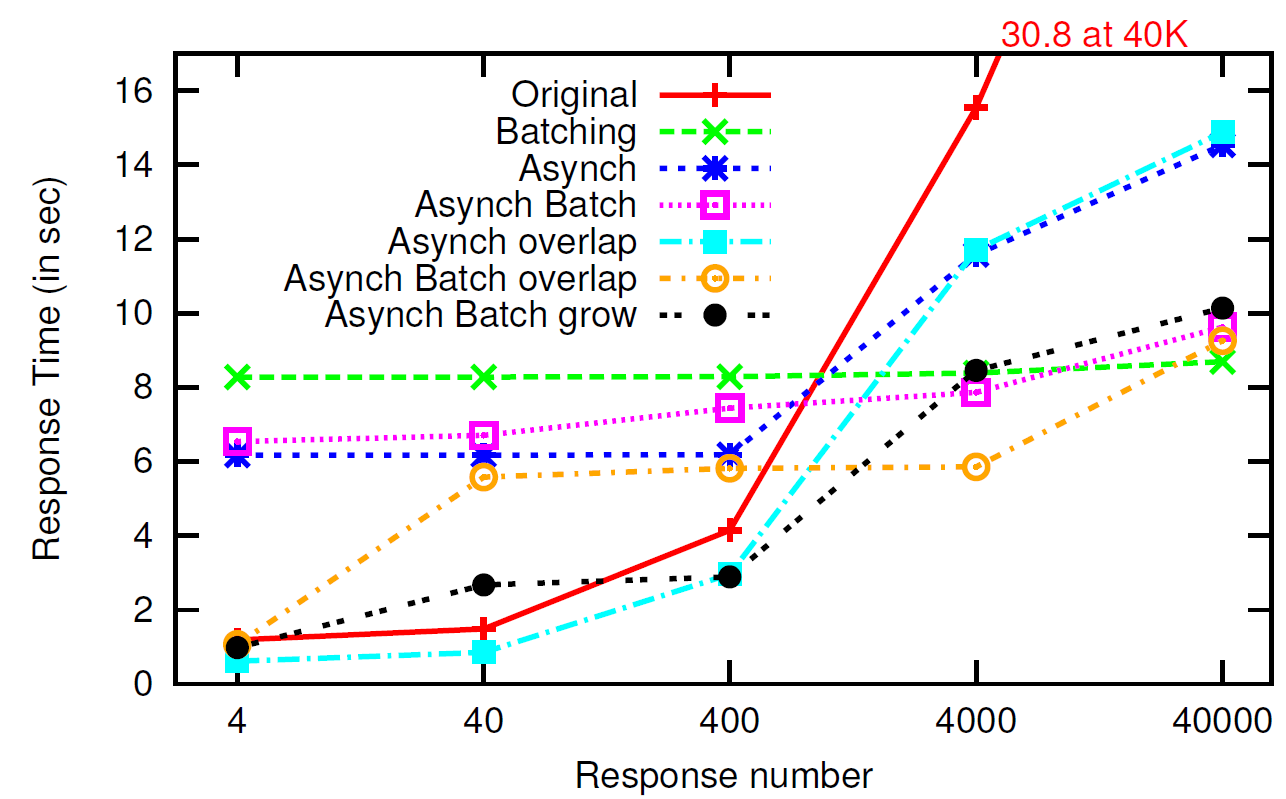 30.8 at 40K
Response Time (in sec)
16
14
12
10
8
6
4
2
0
Original
Batching
Asynch
Asynch Batch
Asynch overlap
Asynch Batch overlap
Asynch Batch grow
4 40 400 4000 40000
Response number